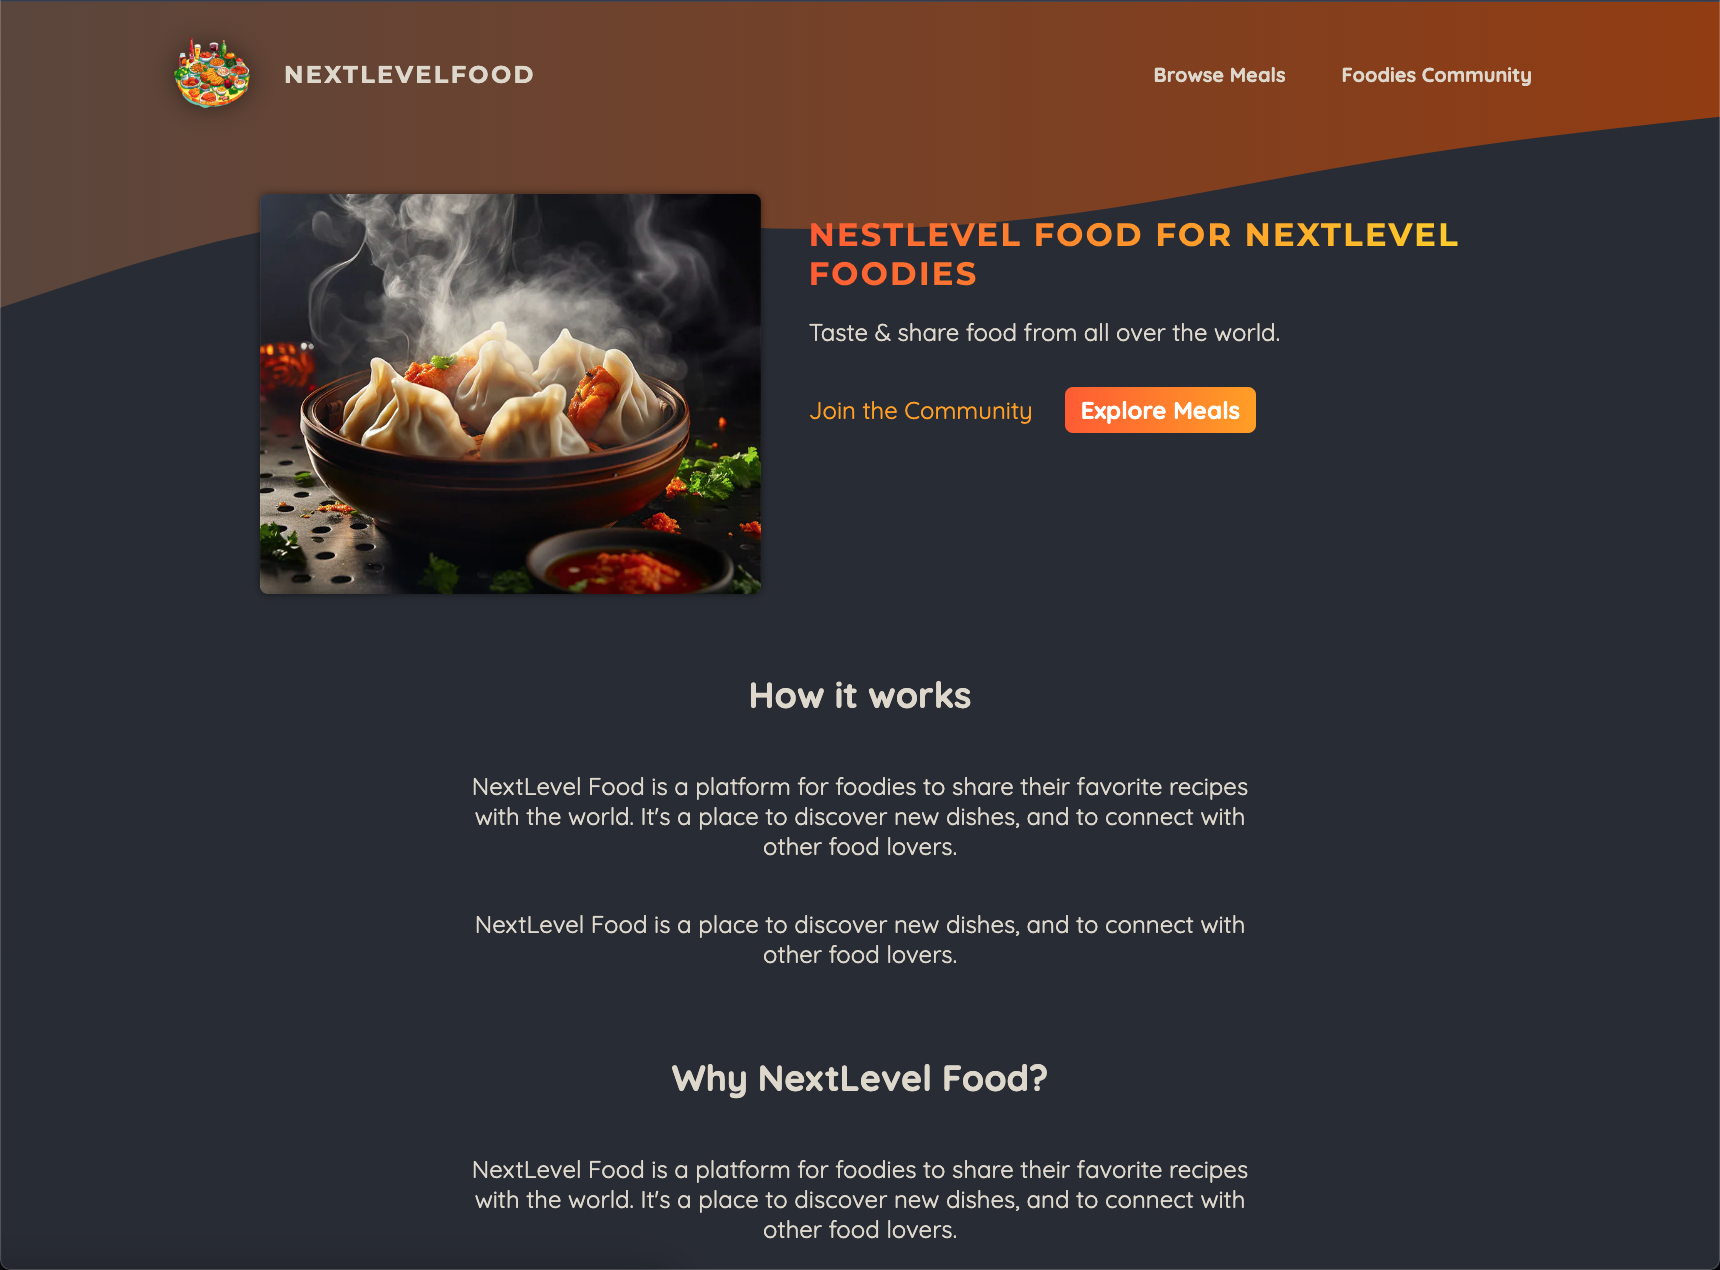 NEXTLEVELFOOD
Browse Meals
Foodies Community
NESTLEVEL FOOD FOR NEXTLEVEL
FOODIES
Taste & share food from all over the world.
Join the Community
Explore Meals
How it works
NextLevel Food is a platform for foodies to share their favorite recipes
with the world. It's a place to discover new dishes, and to connect with
other food lovers.
NextLevel Food is a place to discover new dishes, and to connect with
other food lovers.
Why NextLevel Food?
NextLevel Food is a platform for foodies to share their favorite recipes
with the world. It's a place to discover new dishes, and to connect with
other food lovers.